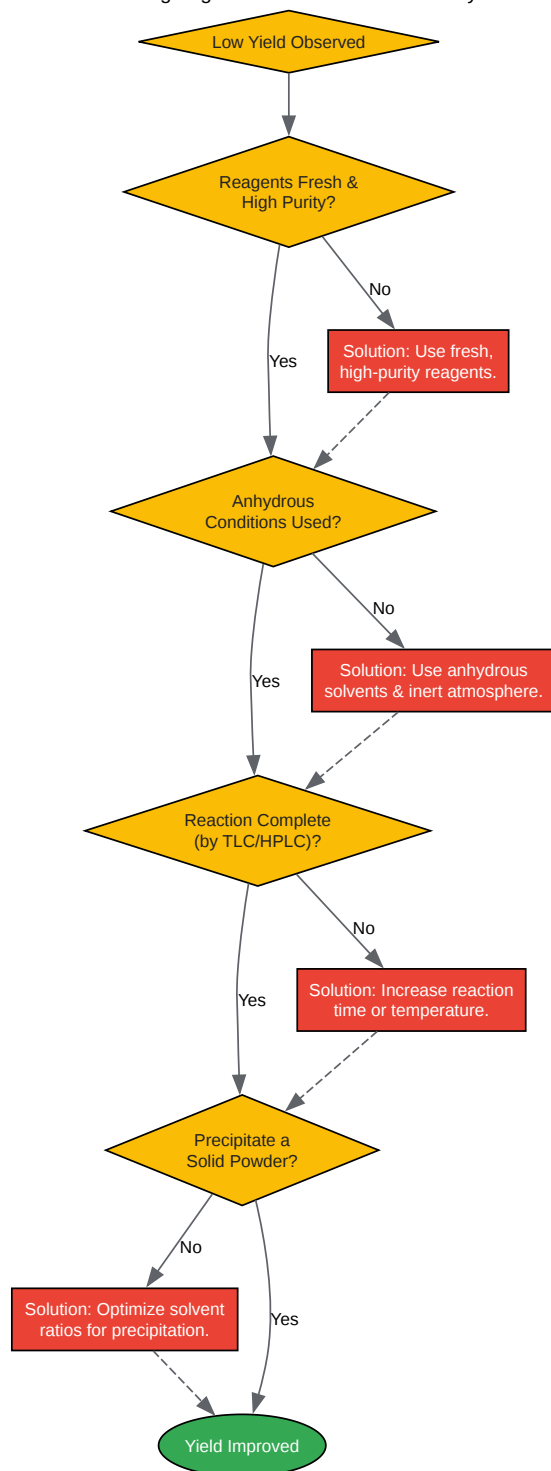 Low Yield Observed
Reagents Fresh &
High Purity?
No
Yes
Solution: Use fresh,
high-purity reagents.
Anhydrous
Conditions Used?
No
Yes
Solution: Use anhydrous
solvents & inert atmosphere.
Reaction Complete
(by TLC/HPLC)?
No
Yes
Solution: Increase reaction
time or temperature.
Precipitate a
Solid Powder?
No
Yes
Solution: Optimize solvent
ratios for precipitation.
Yield Improved